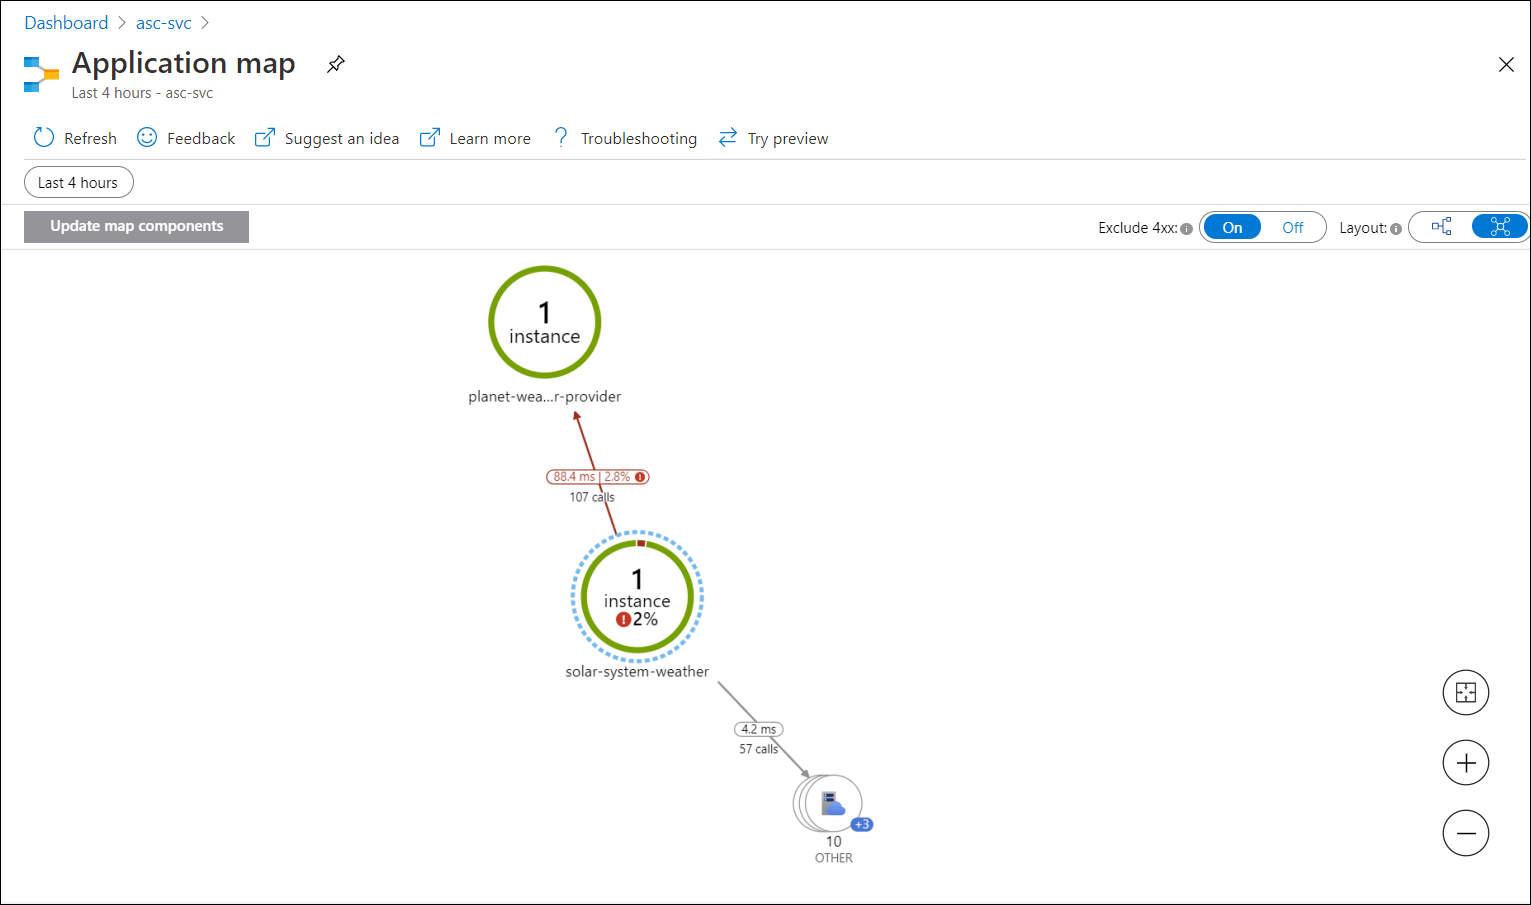 Dashboard > asc-svc >
Application map
Last 4 hours - asc-svc
Refresh Feedback Suggest an idea Learn more ? Troubleshooting Try preview
Last 4 hours
Update map components Exclude 4xx: On Off Layout:
1
instance
planet-wea...r-provider
88.4 ms | 2.8% !
107 calls
1
instance
! 2%
solar-system-weather
4.2 ms
57 calls
+3
10
OTHER